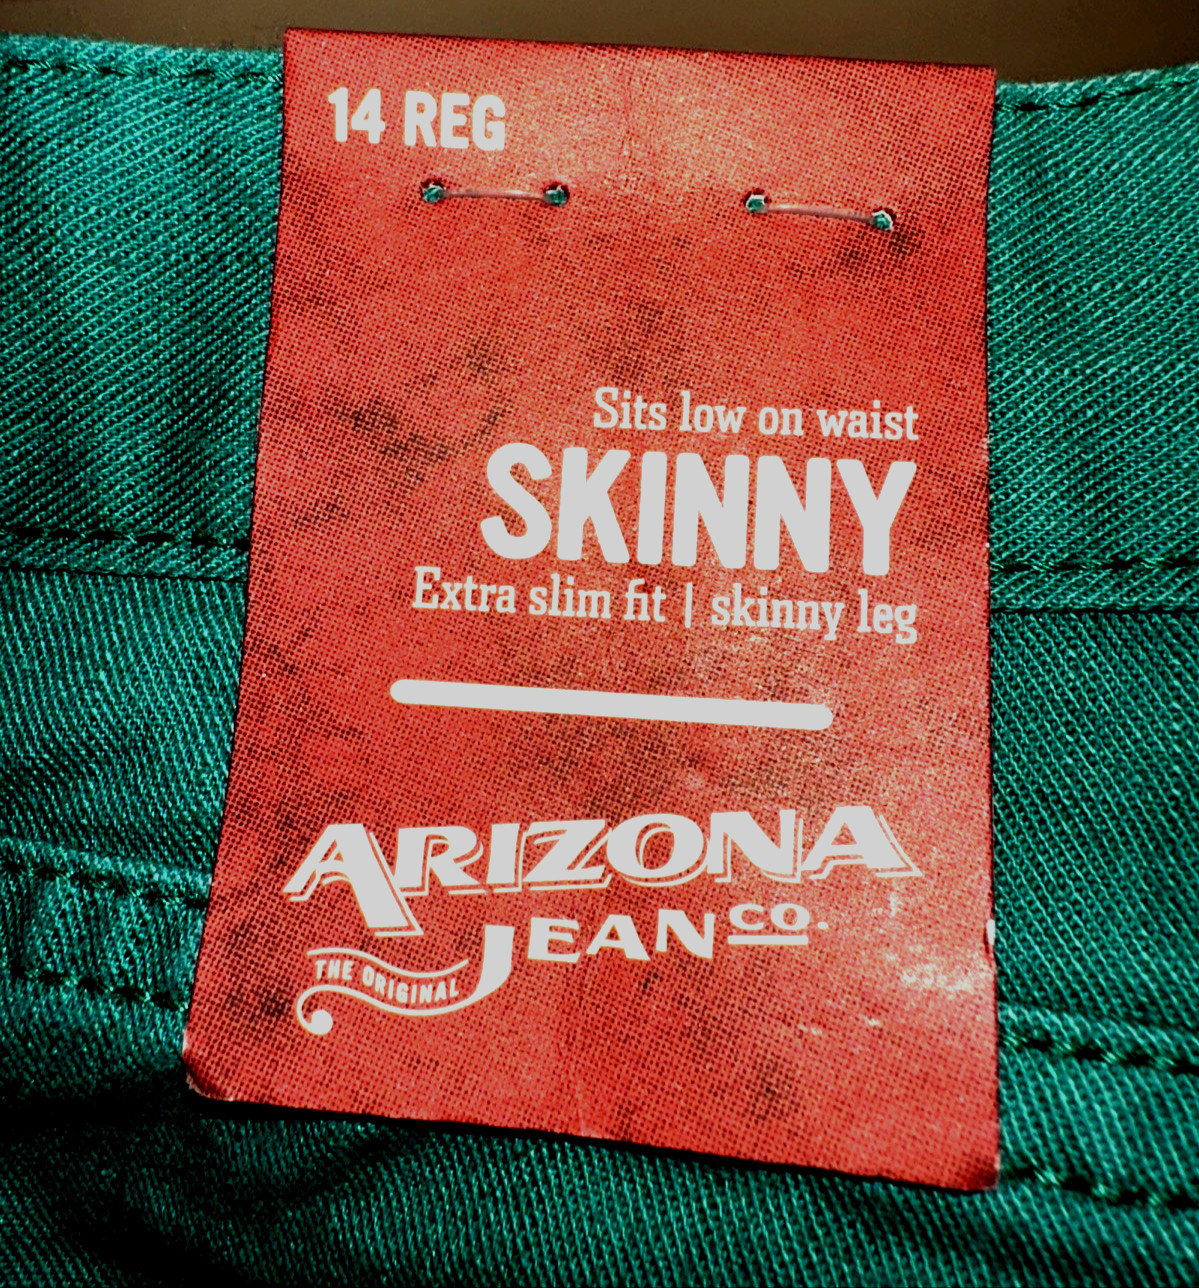 14 REG
Sits low on waist
SKINNY
Extra slim fit | skinny leg
ARIZONA
JEAN CO.
THE ORIGINAL